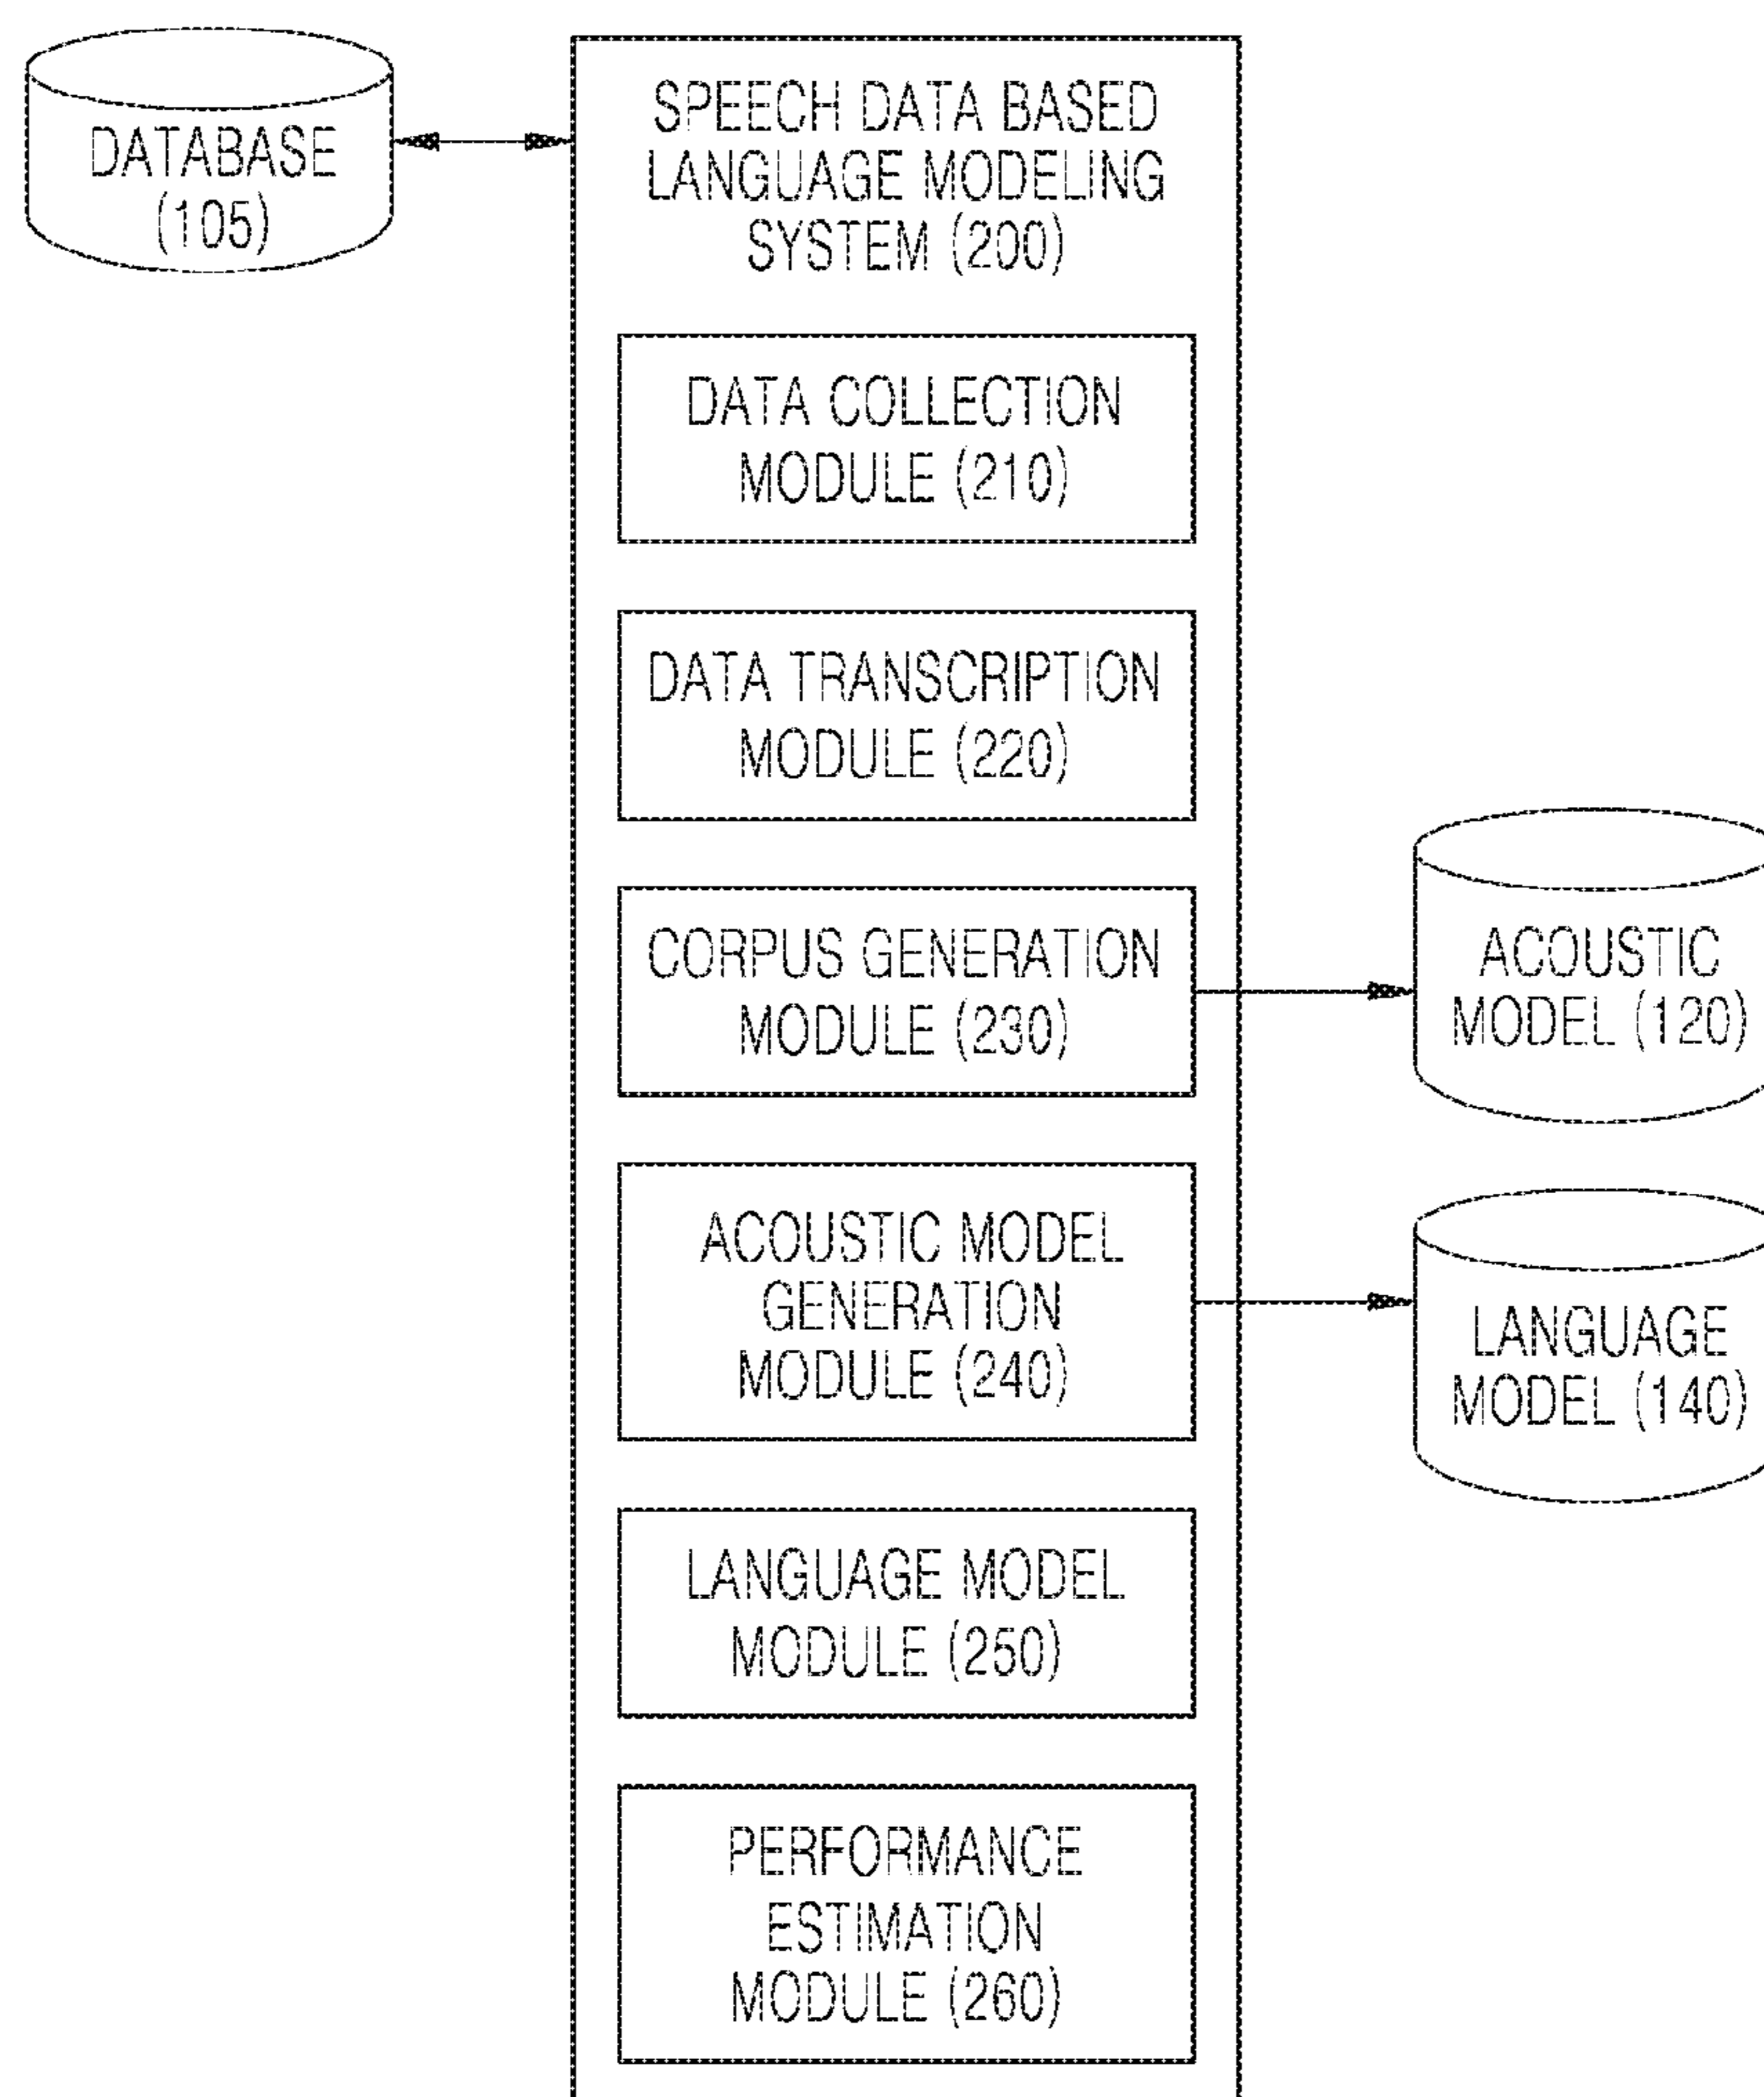 DATABASE
(105)
SPEECH DATA BASED
LANGUAGE MODELING
SYSTEM (200)
DATA COLLECTION
MODULE (210)
DATA TRANSCRIPTION
MODULE (220)
CORPUS GENERATION
MODULE (230)
ACOUSTIC
MODEL (120)
ACOUSTIC MODEL
GENERATION
MODULE (240)
LANGUAGE
MODEL (140)
LANGUAGE MODEL
MODULE (250)
PERFORMANCE
ESTIMATION
MODULE (260)